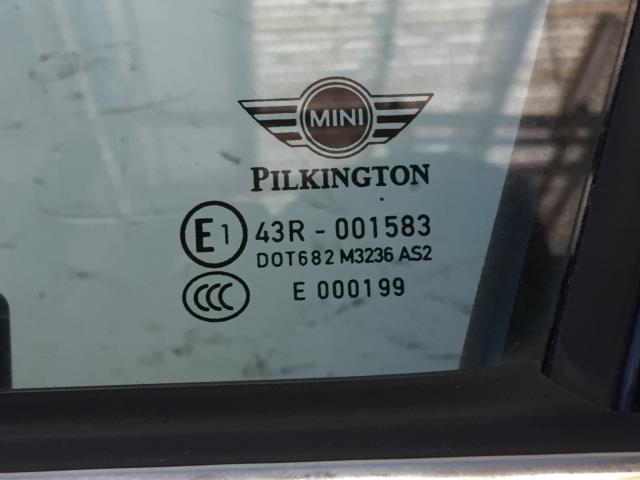 MINI
PILKINGTON
E1 43R - 001583
DOT682 M3236 AS2
CCC E 000199